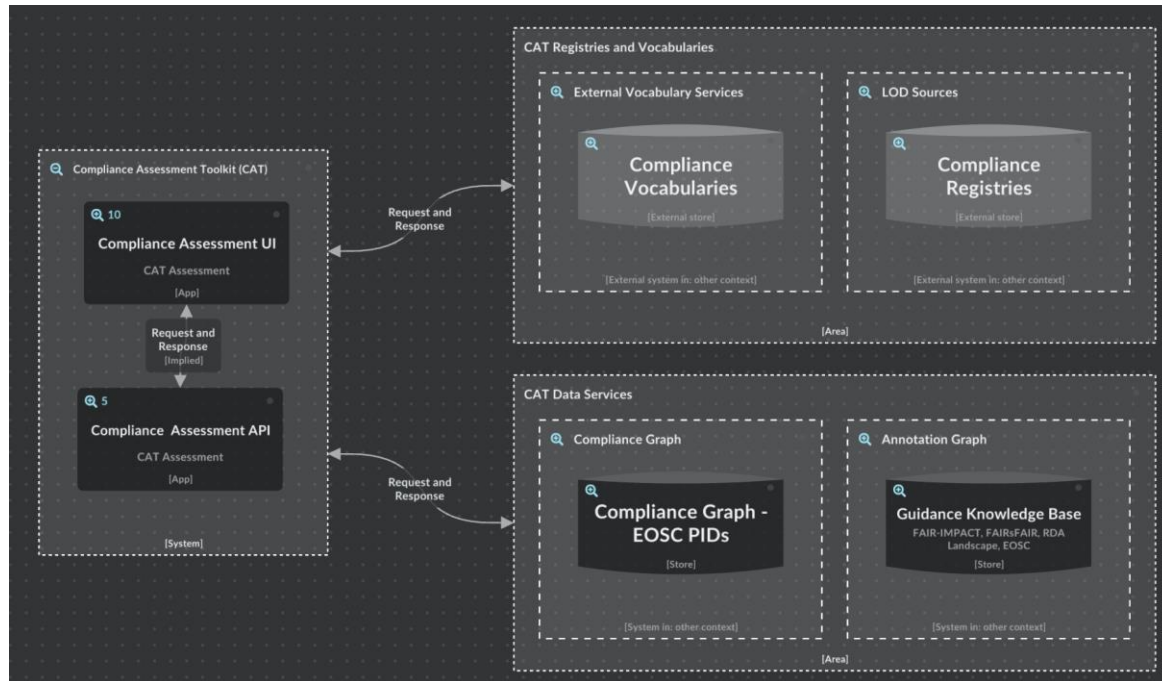 Compliance Assessment Toolkit (CAT)
10
Compliance Assessment UI
CAT Assessment
[App]
Request and
Response
[Implied]
5
Compliance Assessment API
CAT Assessment
[App]
[System]
Request and
Response
Request and
Response
CAT Registries and Vocabularies
External Vocabulary Services
Compliance
Vocabularies
[External store]
[External system in: other context]
LOD Sources
Compliance
Registries
[External store]
[External system in: other context]
[Area]
CAT Data Services
Compliance Graph
Compliance Graph -
EOSC PIDs
[Store]
[System in: other context]
Annotation Graph
Guidance Knowledge Base
FAIR-IMPACT, FAIRsFAIR, RDA
Landscape, EOSC
[Store]
[System in: other context]
[Area]